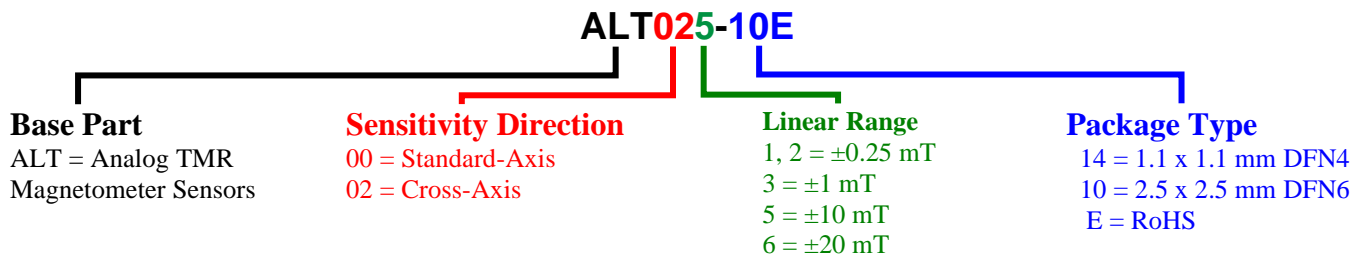 ALT025-10E
Base Part
ALT = Analog TMR
Magnetometer Sensors
Sensitivity Direction
00 = Standard-Axis
02 = Cross-Axis
Linear Range
1, 2 = ±0.25 mT
3 = ±1 mT
5 = ±10 mT
6 = ±20 mT
Package Type
14 = 1.1 x 1.1 mm DFN4
10 = 2.5 x 2.5 mm DFN6
E = RoHS